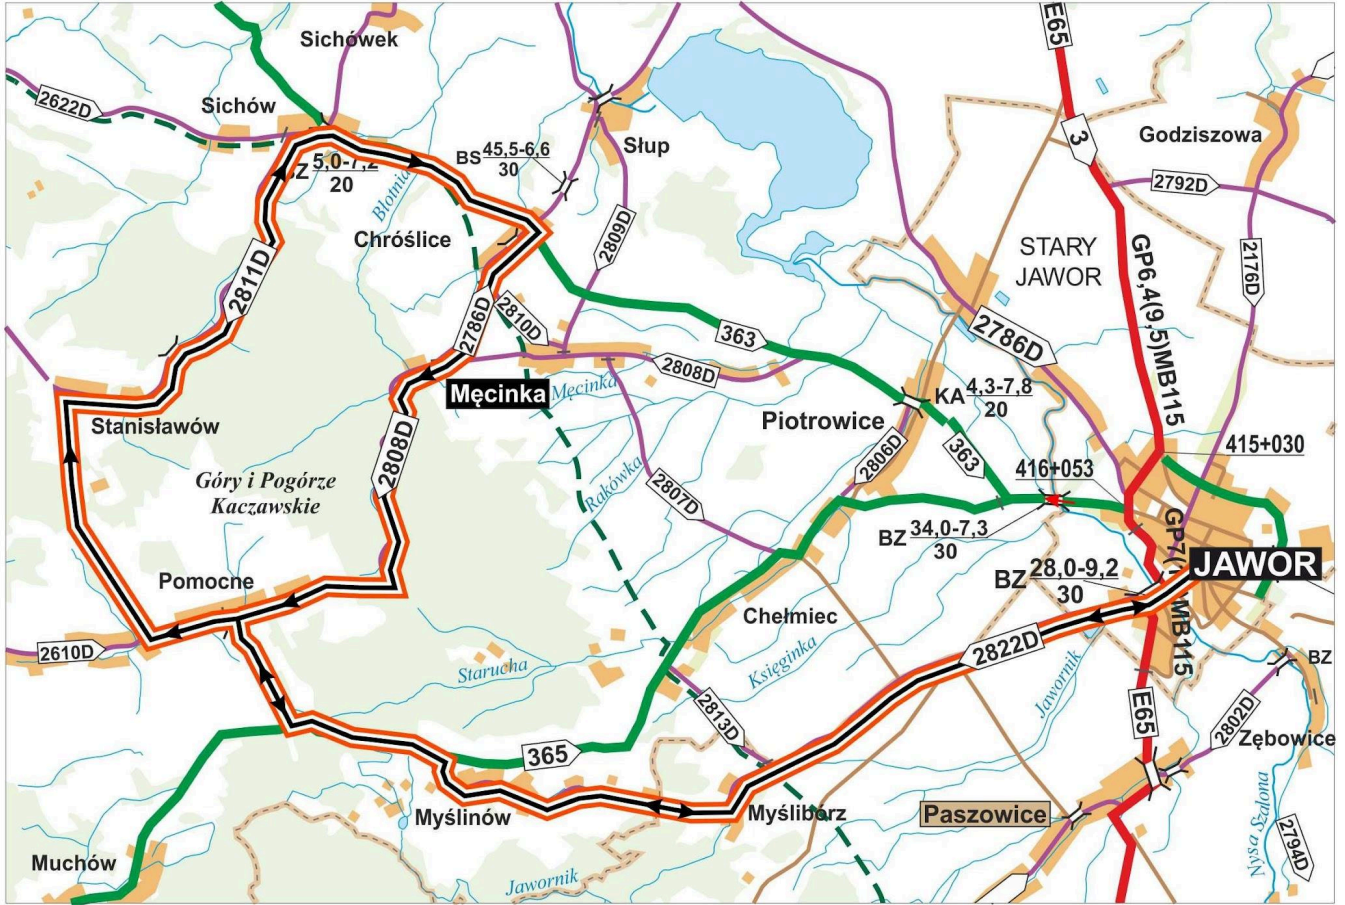 E65
Sichówek
2622D
Sichów
3
Godziszowa
Słup
BS 45,5-6,6
30
BZ 5,0-7,2
20
2792D
Błotnia
Chróślice
2809D
STARY
JAWOR
2811D
GP6,4(9,5)MB115
2176D
2786D
2810D
363
2786D
2808D
Męcinka
Męcinka
KA 4,3-7,8
20
Stanisławów
Piotrowice
2808D
2806D
363
415+030
Góry i Pogórze
Kaczawskie
Rakówka
2807D
416+053
BZ 34,0-7,3
30
GP7(
MB115
JAWOR
BZ 28,0-9,2
30
Pomocne
Chełmiec
2610D
Starucha
Księginka
2822D
Jawornik
BZ
2813D
E65
2802D
Zębowice
365
Myślinów
Myślibórz
Paszowice
Nysa Szalona
2794D
Muchów
Jawornik